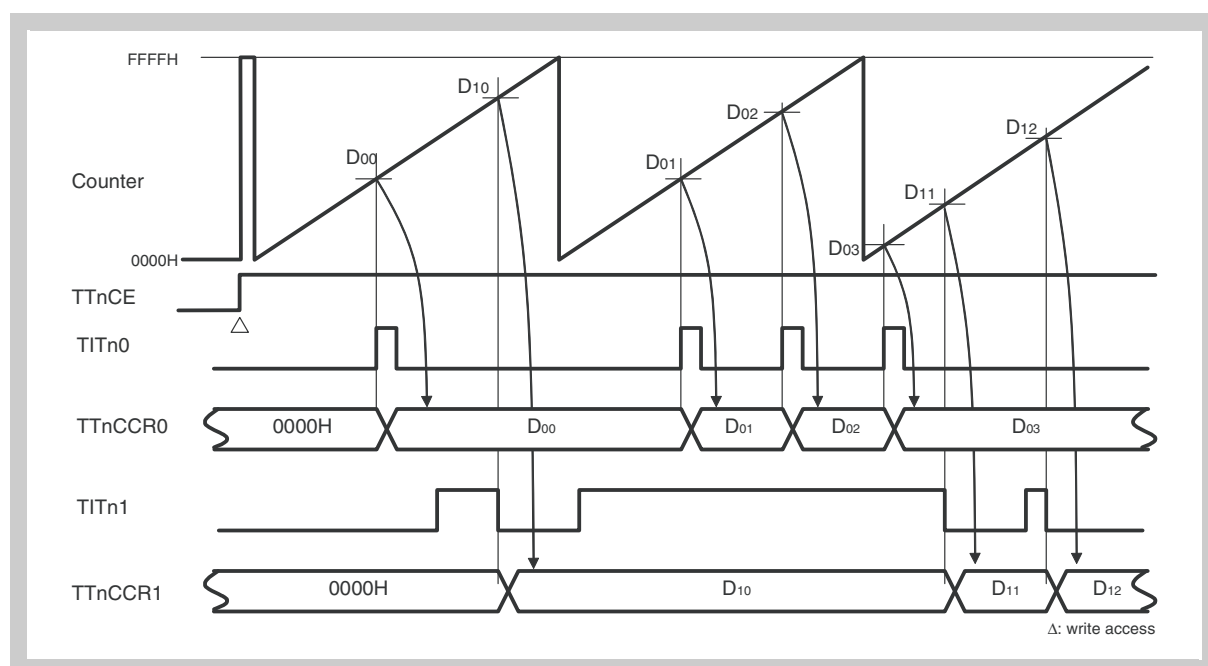 FFFFH
D10
D02
D12
D00
D01
Counter
D11
D03
0000H
TTnCE
TITn0
TTnCCR0 0000H D00 D01 D02 D03
TITn1
TTnCCR1 0000H D10 D11 D12
Δ: write access